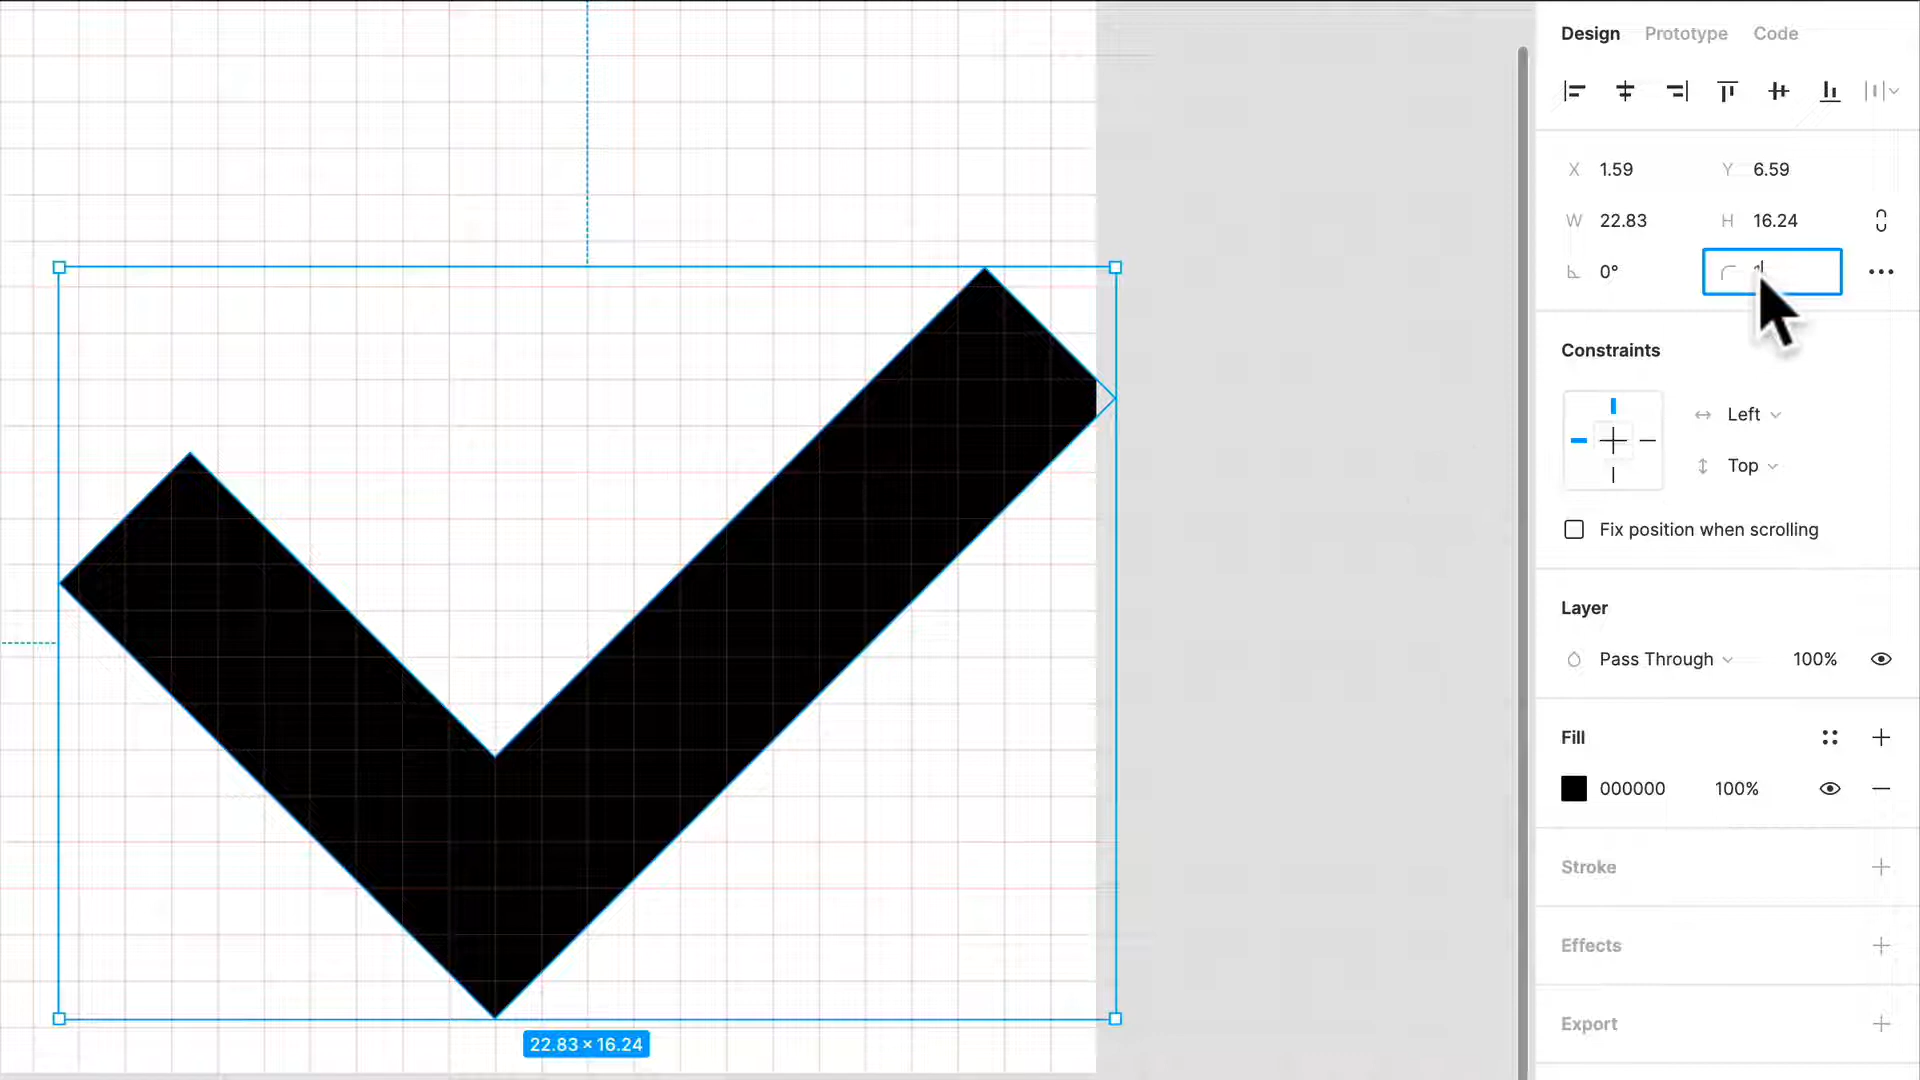 Design Prototype Code
X 1.59 Y 6.59
W 22.83 H 16.24
0°
Constraints
Left
Top
Fix position when scrolling
Layer
Pass Through 100%
Fill
000000 100%
Stroke
Effects
Export
22.83 × 16.24